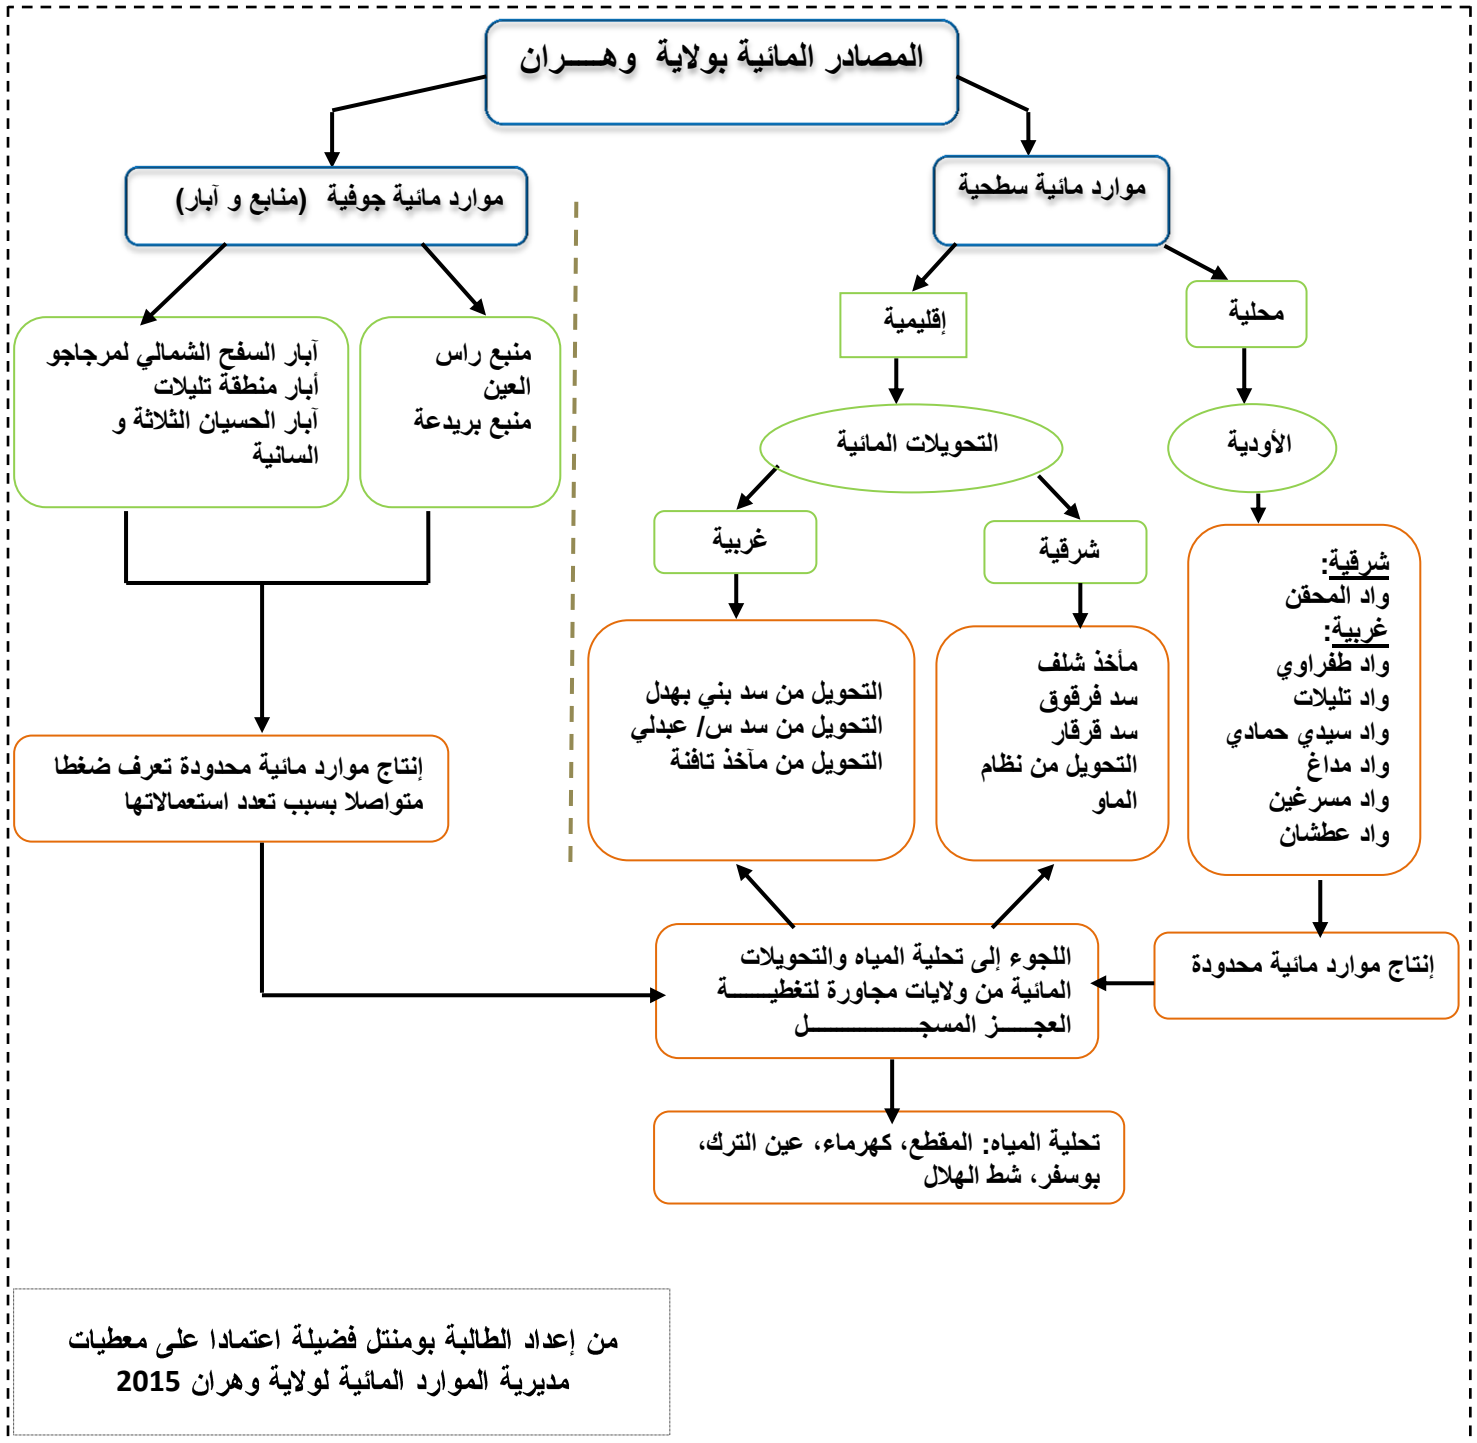 المصادر المائية بولاية وهـــــران
موارد مائية سطحية
موارد مائية جوفية (منابع و آبار)
محلية
إقليمية
منبع راس
العين
منبع بريدعة
آبار السفح الشمالي لمرجاجو
أبار منطقة تليلات
آبار الحسيان الثلاثة و
السانية
الأودية
التحويلات المائية
شرقية
غربية
شرقية:
واد المحقن
غربية:
واد طفراوي
واد تليلات
واد سيدي حمادي
واد مداغ
واد مسرغين
واد عطشان
مأخذ شلف
سد فرقوق
سد قرقار
التحويل من نظام
الماو
التحويل من سد بني بهدل
التحويل من سد س/ عبدلي
التحويل من مآخذ تافنة
إنتاج موارد مائية محدودة تعرف ضغطا
متواصلا بسبب تعدد استعمالاتها
إنتاج موارد مائية محدودة
اللجوء إلى تحلية المياه والتحويلات
المائية من ولايات مجاورة لتغطيـــــــة
العجـــــز المسجـــــــــــــــل
تحلية المياه: المقطع، كهرماء، عين الترك،
بوسفر، شط الهلال
من إعداد الطالبة بومنتل فضيلة اعتمادا على معطيات
مديرية الموارد المائية لولاية وهران 2015